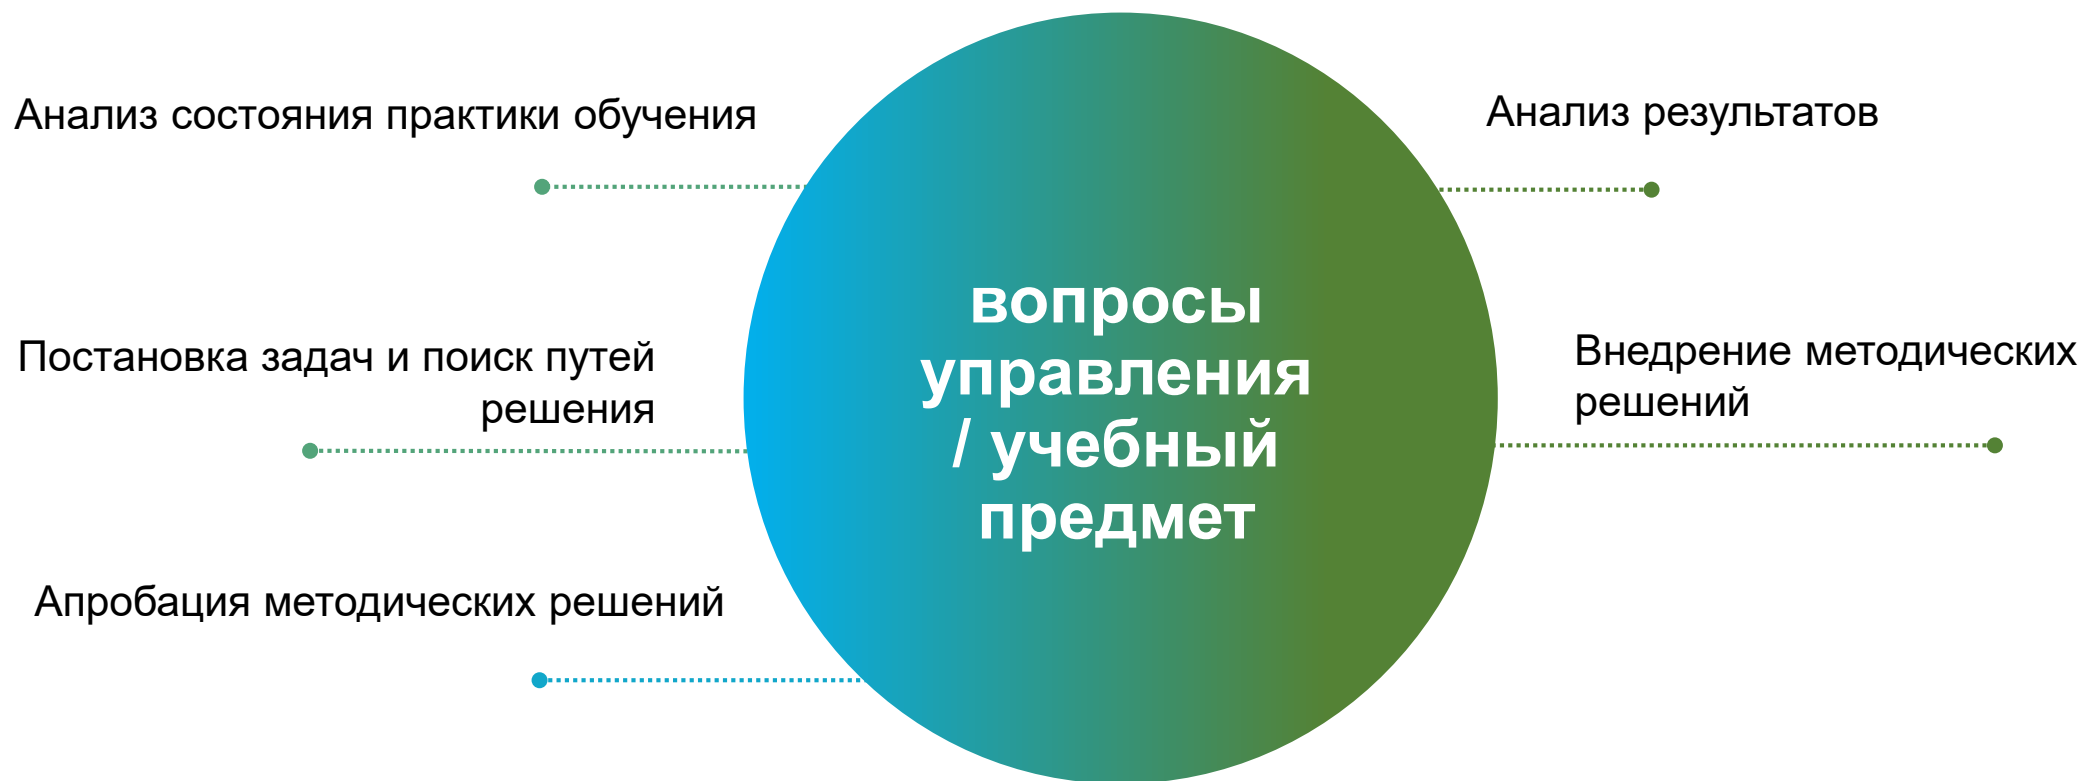 Анализ состояния практики обучения
Постановка задач и поиск путей
решения
Апробация методических решений
вопросы
управления
/ учебный
предмет
Анализ результатов
Внедрение методических
решений